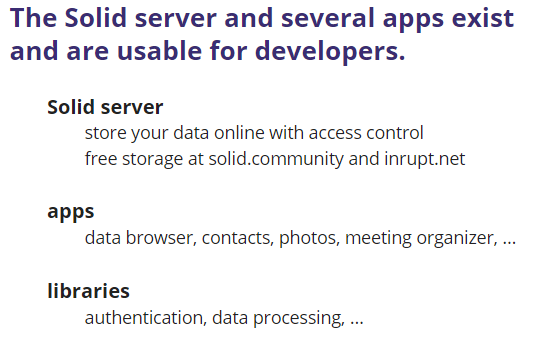 The Solid server and several apps exist
and are usable for developers.
Solid server
store your data online with access control
free storage at solid.community and inrupt.net
apps
data browser, contacts, photos, meeting organizer, ...
libraries
authentication, data processing, ...